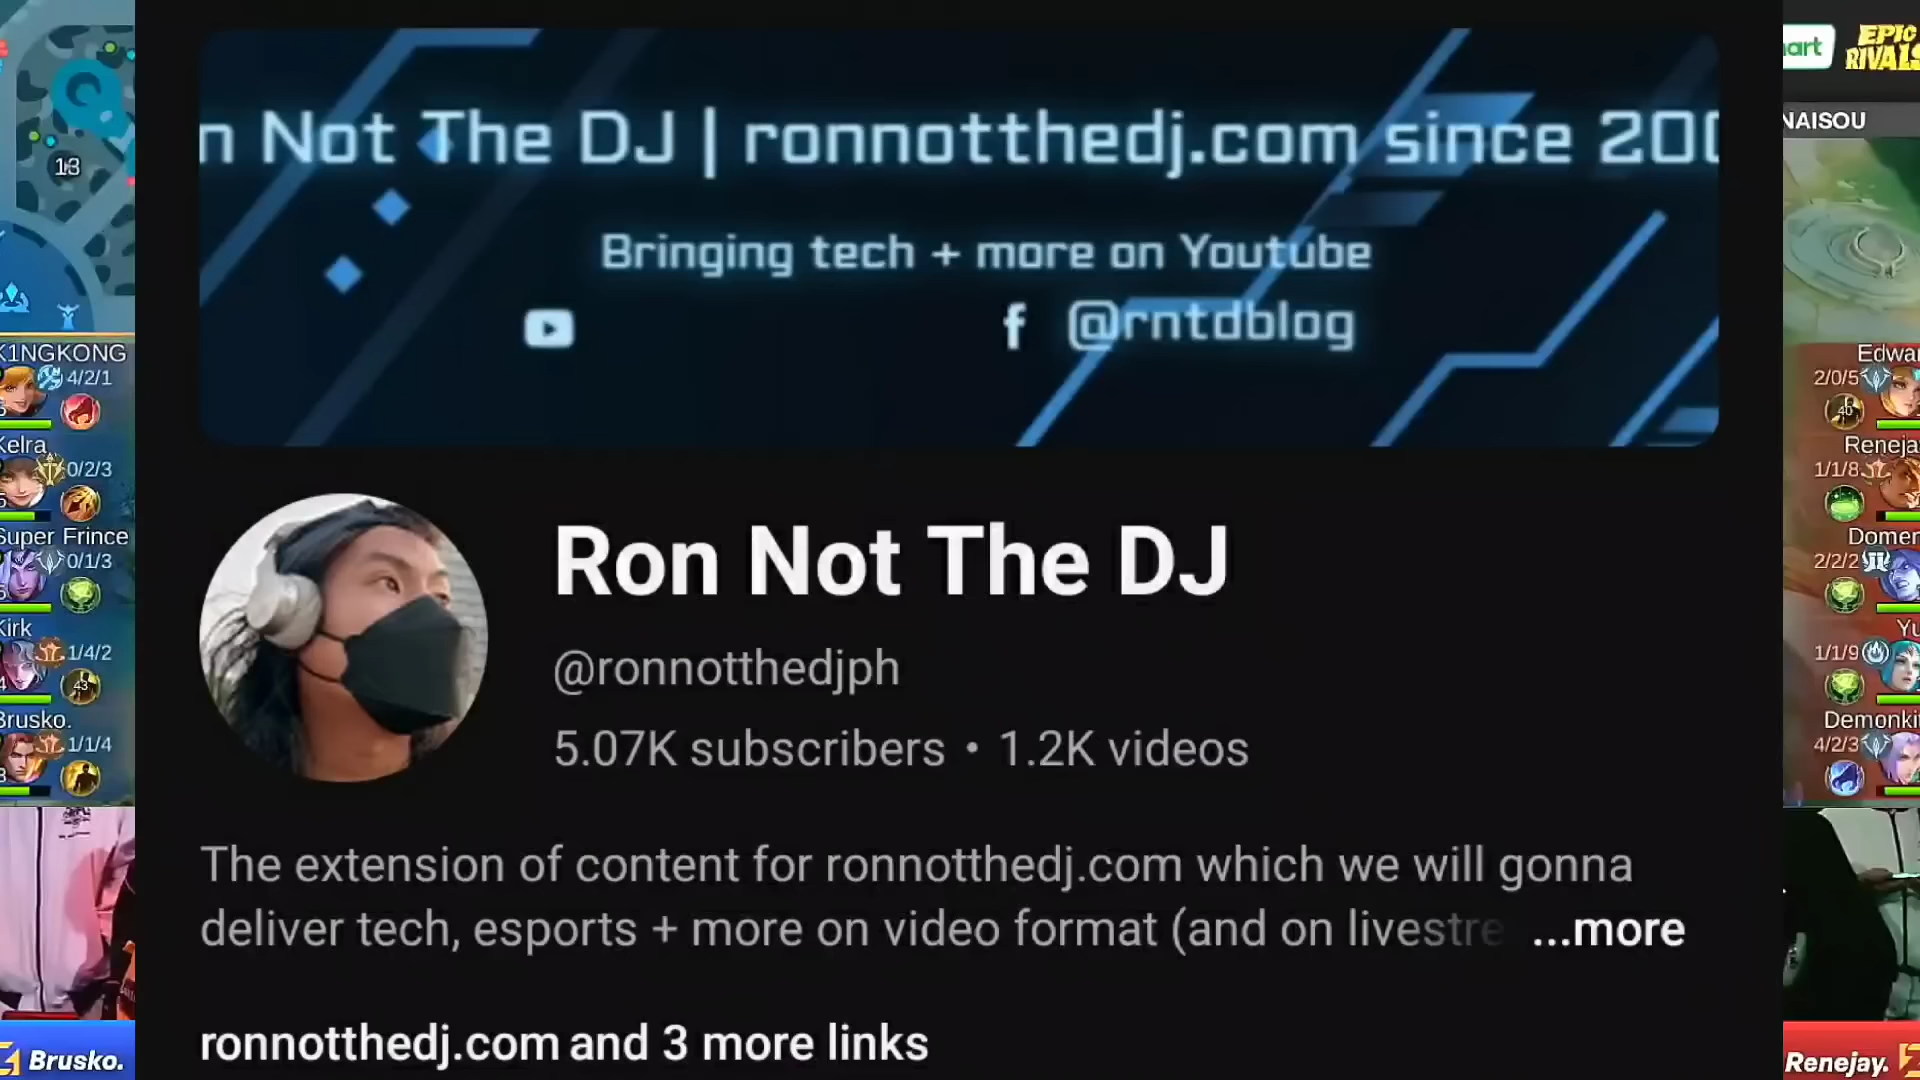 n Not The DJ | ronnotthedj.com since 200
Bringing tech + more on Youtube
f @rntdblog
Ron Not The DJ
@ronnotthedjph
5.07K subscribers • 1.2K videos
The extension of content for ronnotthedj.com which we will gonna
deliver tech, esports + more on video format (and on livestre ...more
ronnotthedj.com and 3 more links
13
K1NGKONG
4/2/1
Kelra
0/2/3
Super Frince
0/1/3
Kirk
1/4/2
43
Brusko.
1/1/4
Brusko.
art
EPIC
RIVALS
NAISOU
Edwar
2/0/5
40
Reneja
1/1/8
Domen
2/2/2
Yu
1/1/9
Demonki
4/2/3
Renejay.